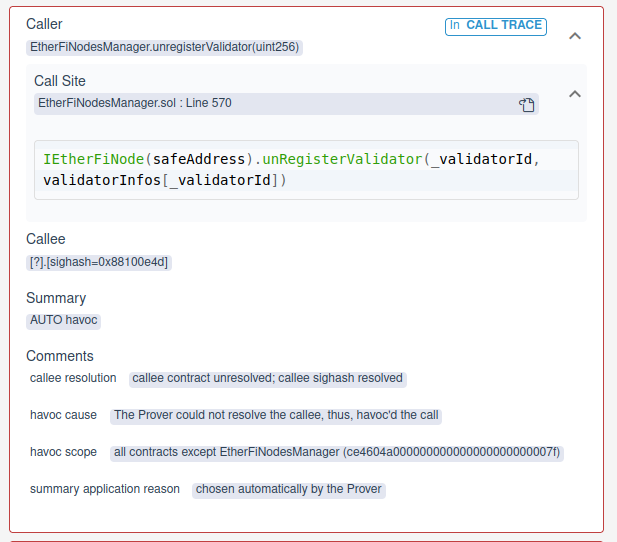 Caller
In CALL TRACE
EtherFiNodesManager.unregisterValidator(uint256)
Call Site
EtherFiNodesManager.sol : Line 570
IEtherFiNode(safeAddress).unRegisterValidator(_validatorId,
validatorInfos[_validatorId])
Callee
[?].[sighash=0x88100e4d]
Summary
AUTO havoc
Comments
callee resolution callee contract unresolved; callee sighash resolved
havoc cause The Prover could not resolve the callee, thus, havoc'd the call
havoc scope all contracts except EtherFiNodesManager (ce4604a000000000000000000000007f)
summary application reason chosen automatically by the Prover